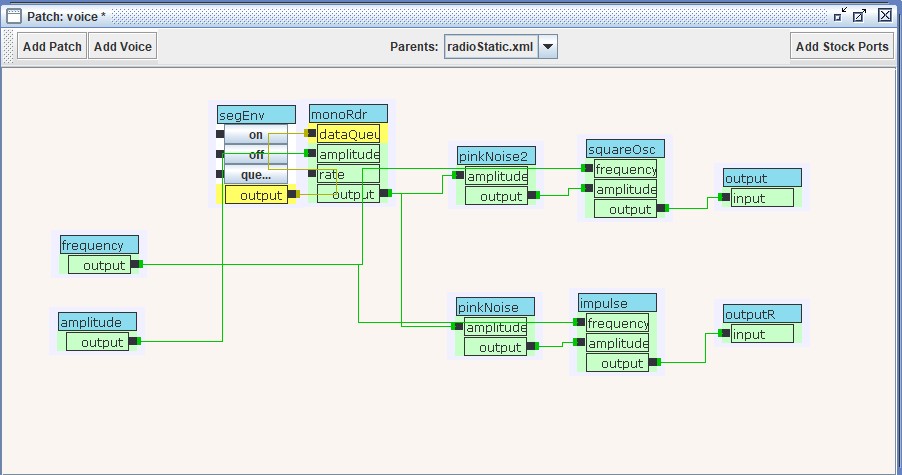 Patch: voice *
Add Patch Add Voice Parents: radioStatic.xml Add Stock Ports
segEnv
on
off
que...
output
monoRdr
dataQueu
amplitude
rate
output
pinkNoise2
amplitude
output
squareOsc
frequency
amplitude
output
output
input
frequency
output
amplitude
output
pinkNoise
amplitude
output
impulse
frequency
amplitude
output
outputR
input